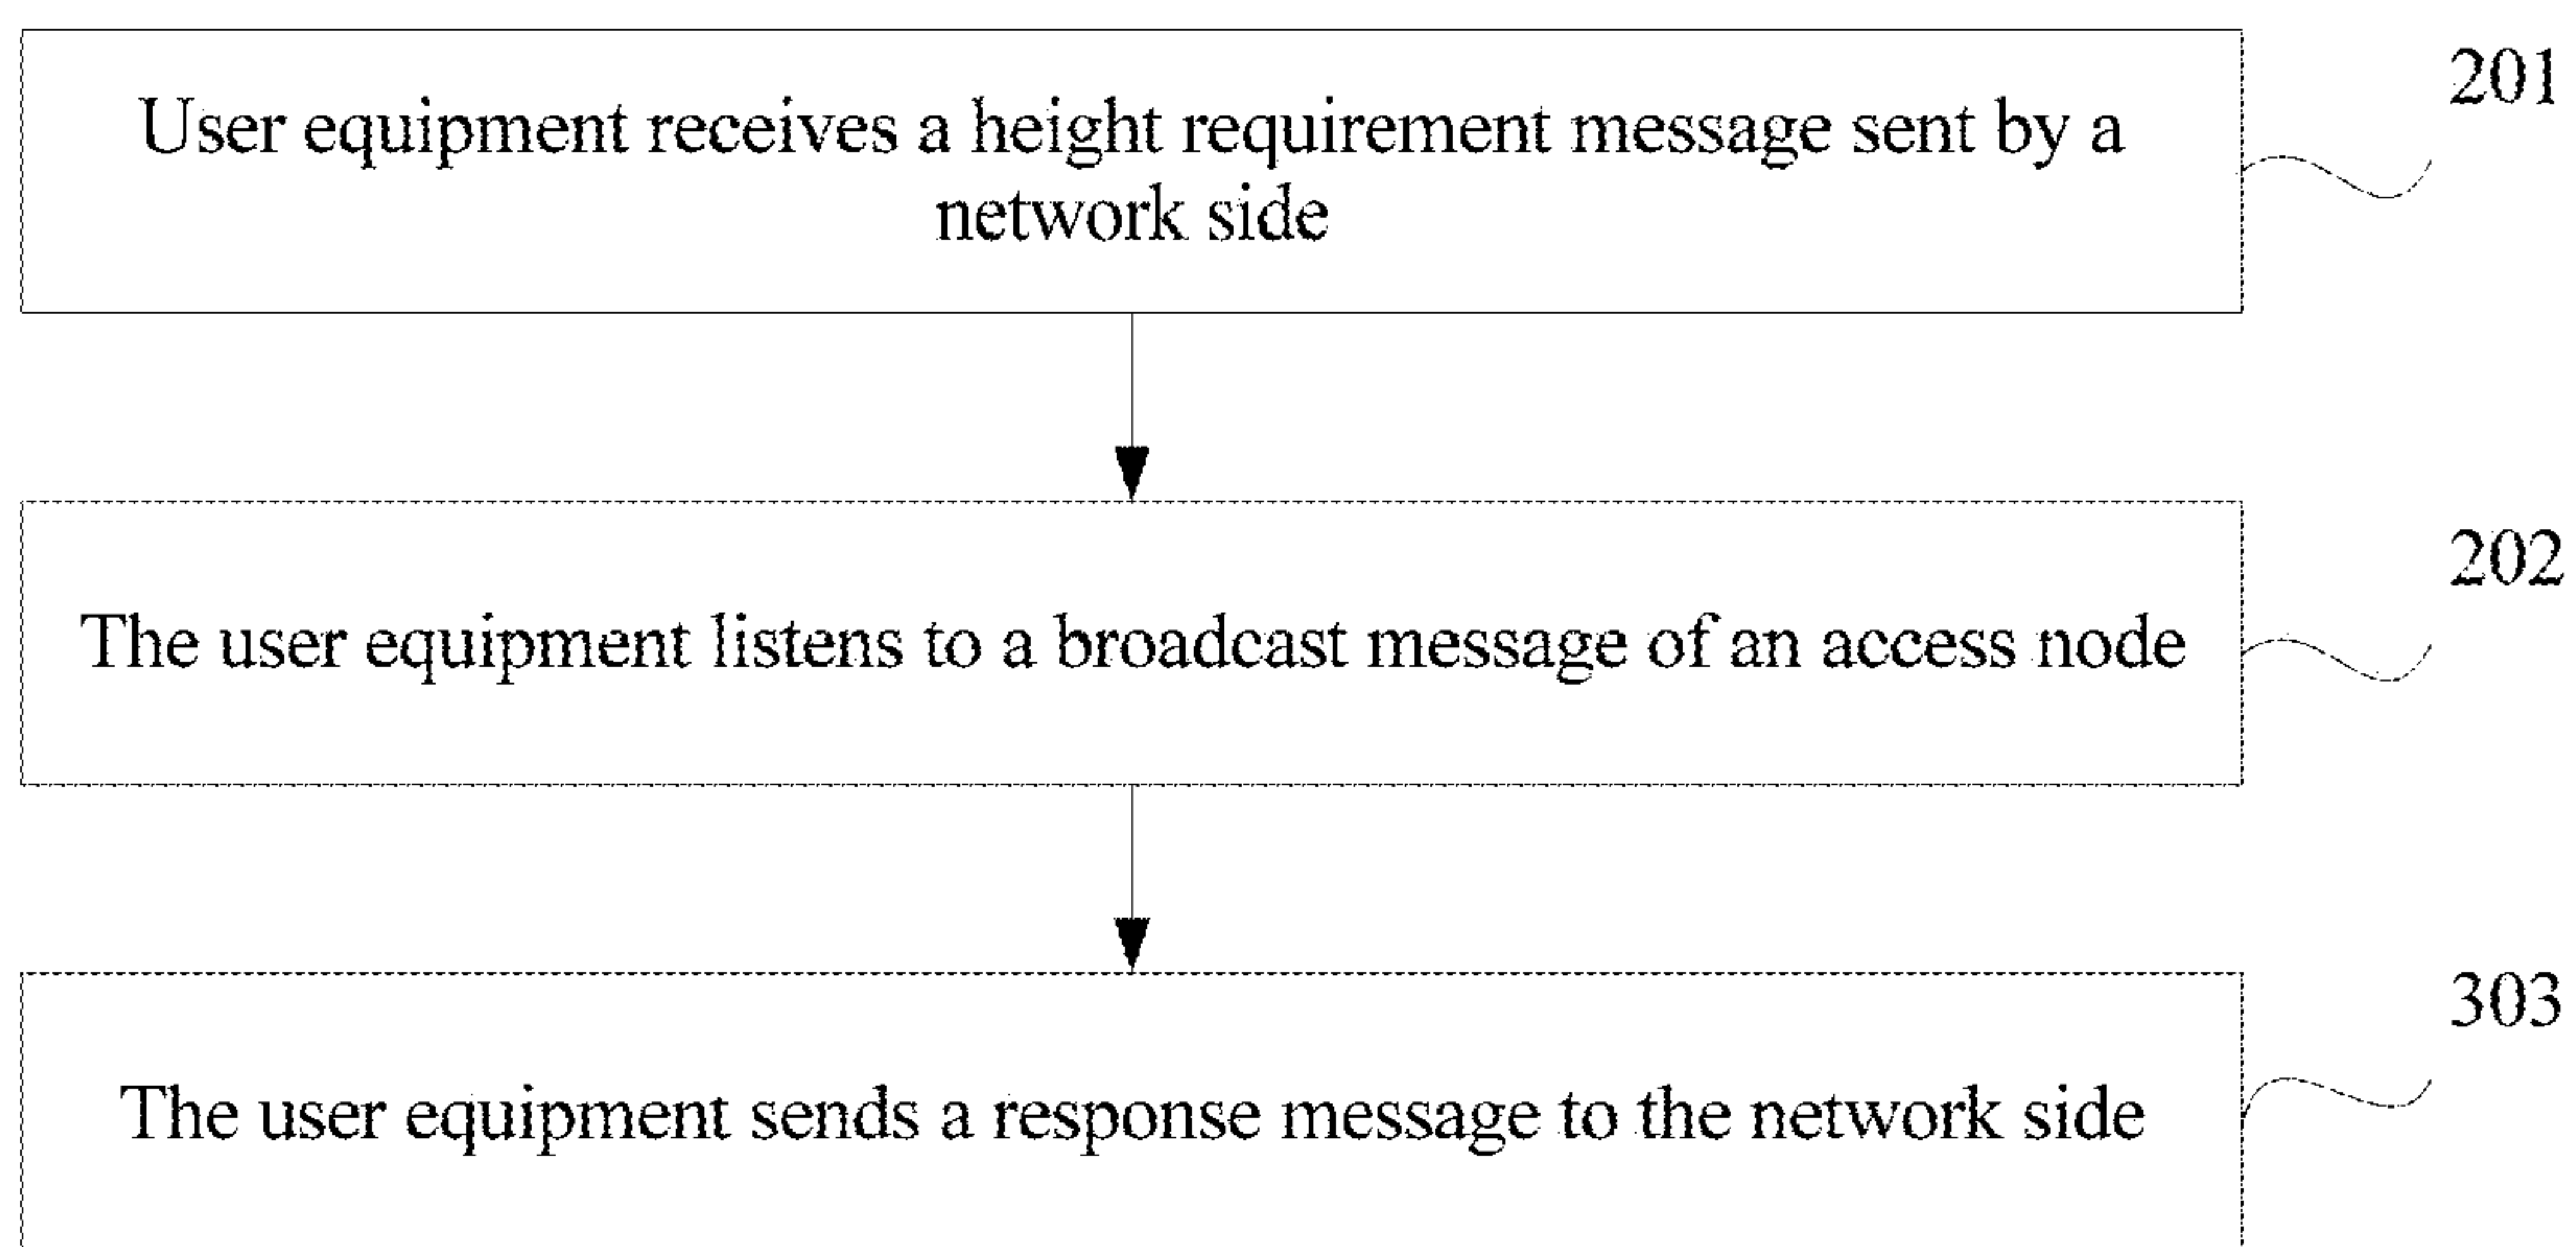 User equipment receives a height requirement message sent by a
network side
201
The user equipment listens to a broadcast message of an access node
202
The user equipment sends a response message to the network side
303